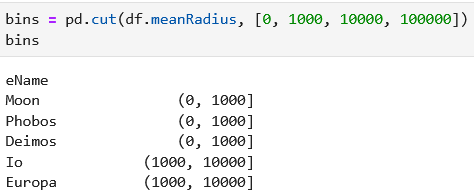 bins = pd.cut(df.meanRadius, [0, 1000, 10000, 100000])
bins
eName
Moon (0, 1000]
Phobos (0, 1000]
Deimos (0, 1000]
Io (1000, 10000]
Europa (1000, 10000]